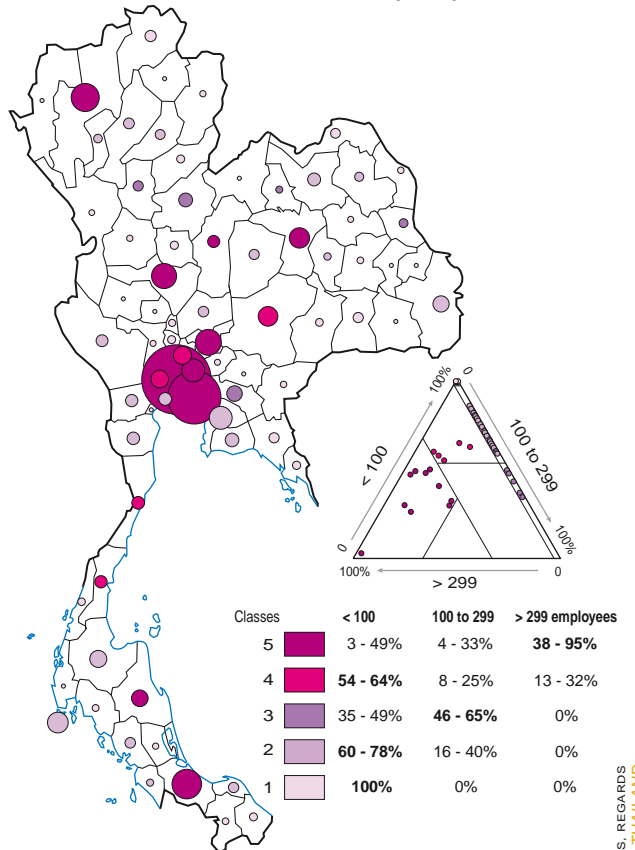 100%
0
< 100
100 to 299
0
100%
100%
0
> 299
Classes < 100 100 to 299 > 299 employees
5 3 - 49% 4 - 33% 38 - 95%
4 54 - 64% 8 - 25% 13 - 32%
3 35 - 49% 46 - 65% 0%
2 60 - 78% 16 - 40% 0%
1 100% 0% 0%
S, REGARDS
THAILAND